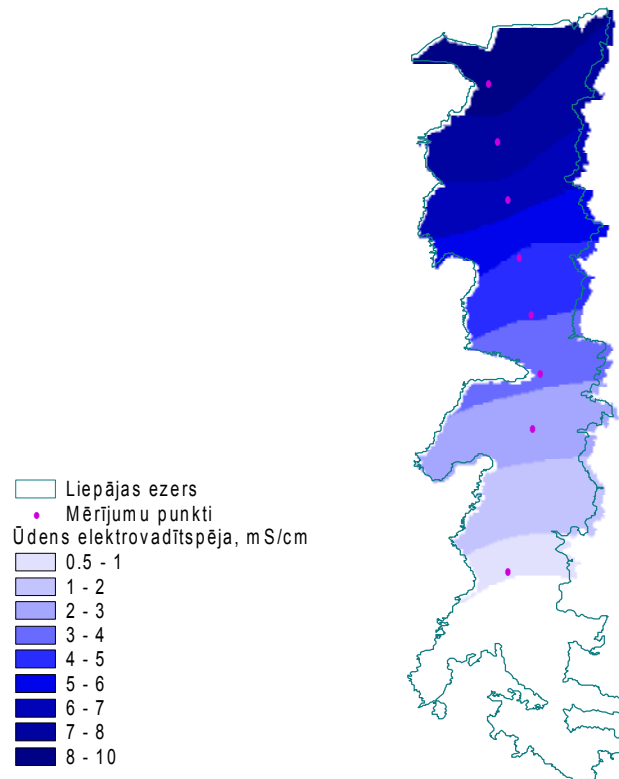 Liepājas ezers
Mērījumu punkti
Ūdens elektrovadītspēja, mS/cm
0.5 - 1
1 - 2
2 - 3
3 - 4
4 - 5
5 - 6
6 - 7
7 - 8
8 - 10